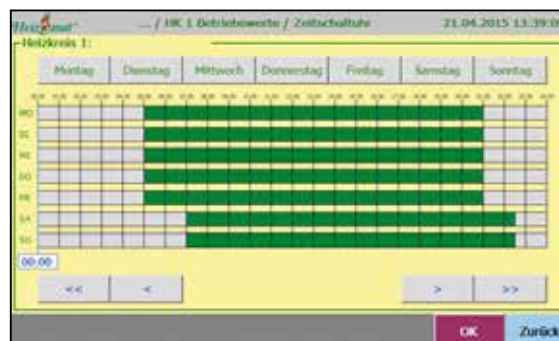 Heizomat
... / HK 1 Betriebswerte / Zeitschaltuhr 21.04.2015 13:39:0
Heizkreis 1:
Montag Dienstag Mittwoch Donnerstag Freitag Samstag Sonntag
MO
DI
MI
DO
FR
SA
SO
00:00
<< < > >>
OK Zurück